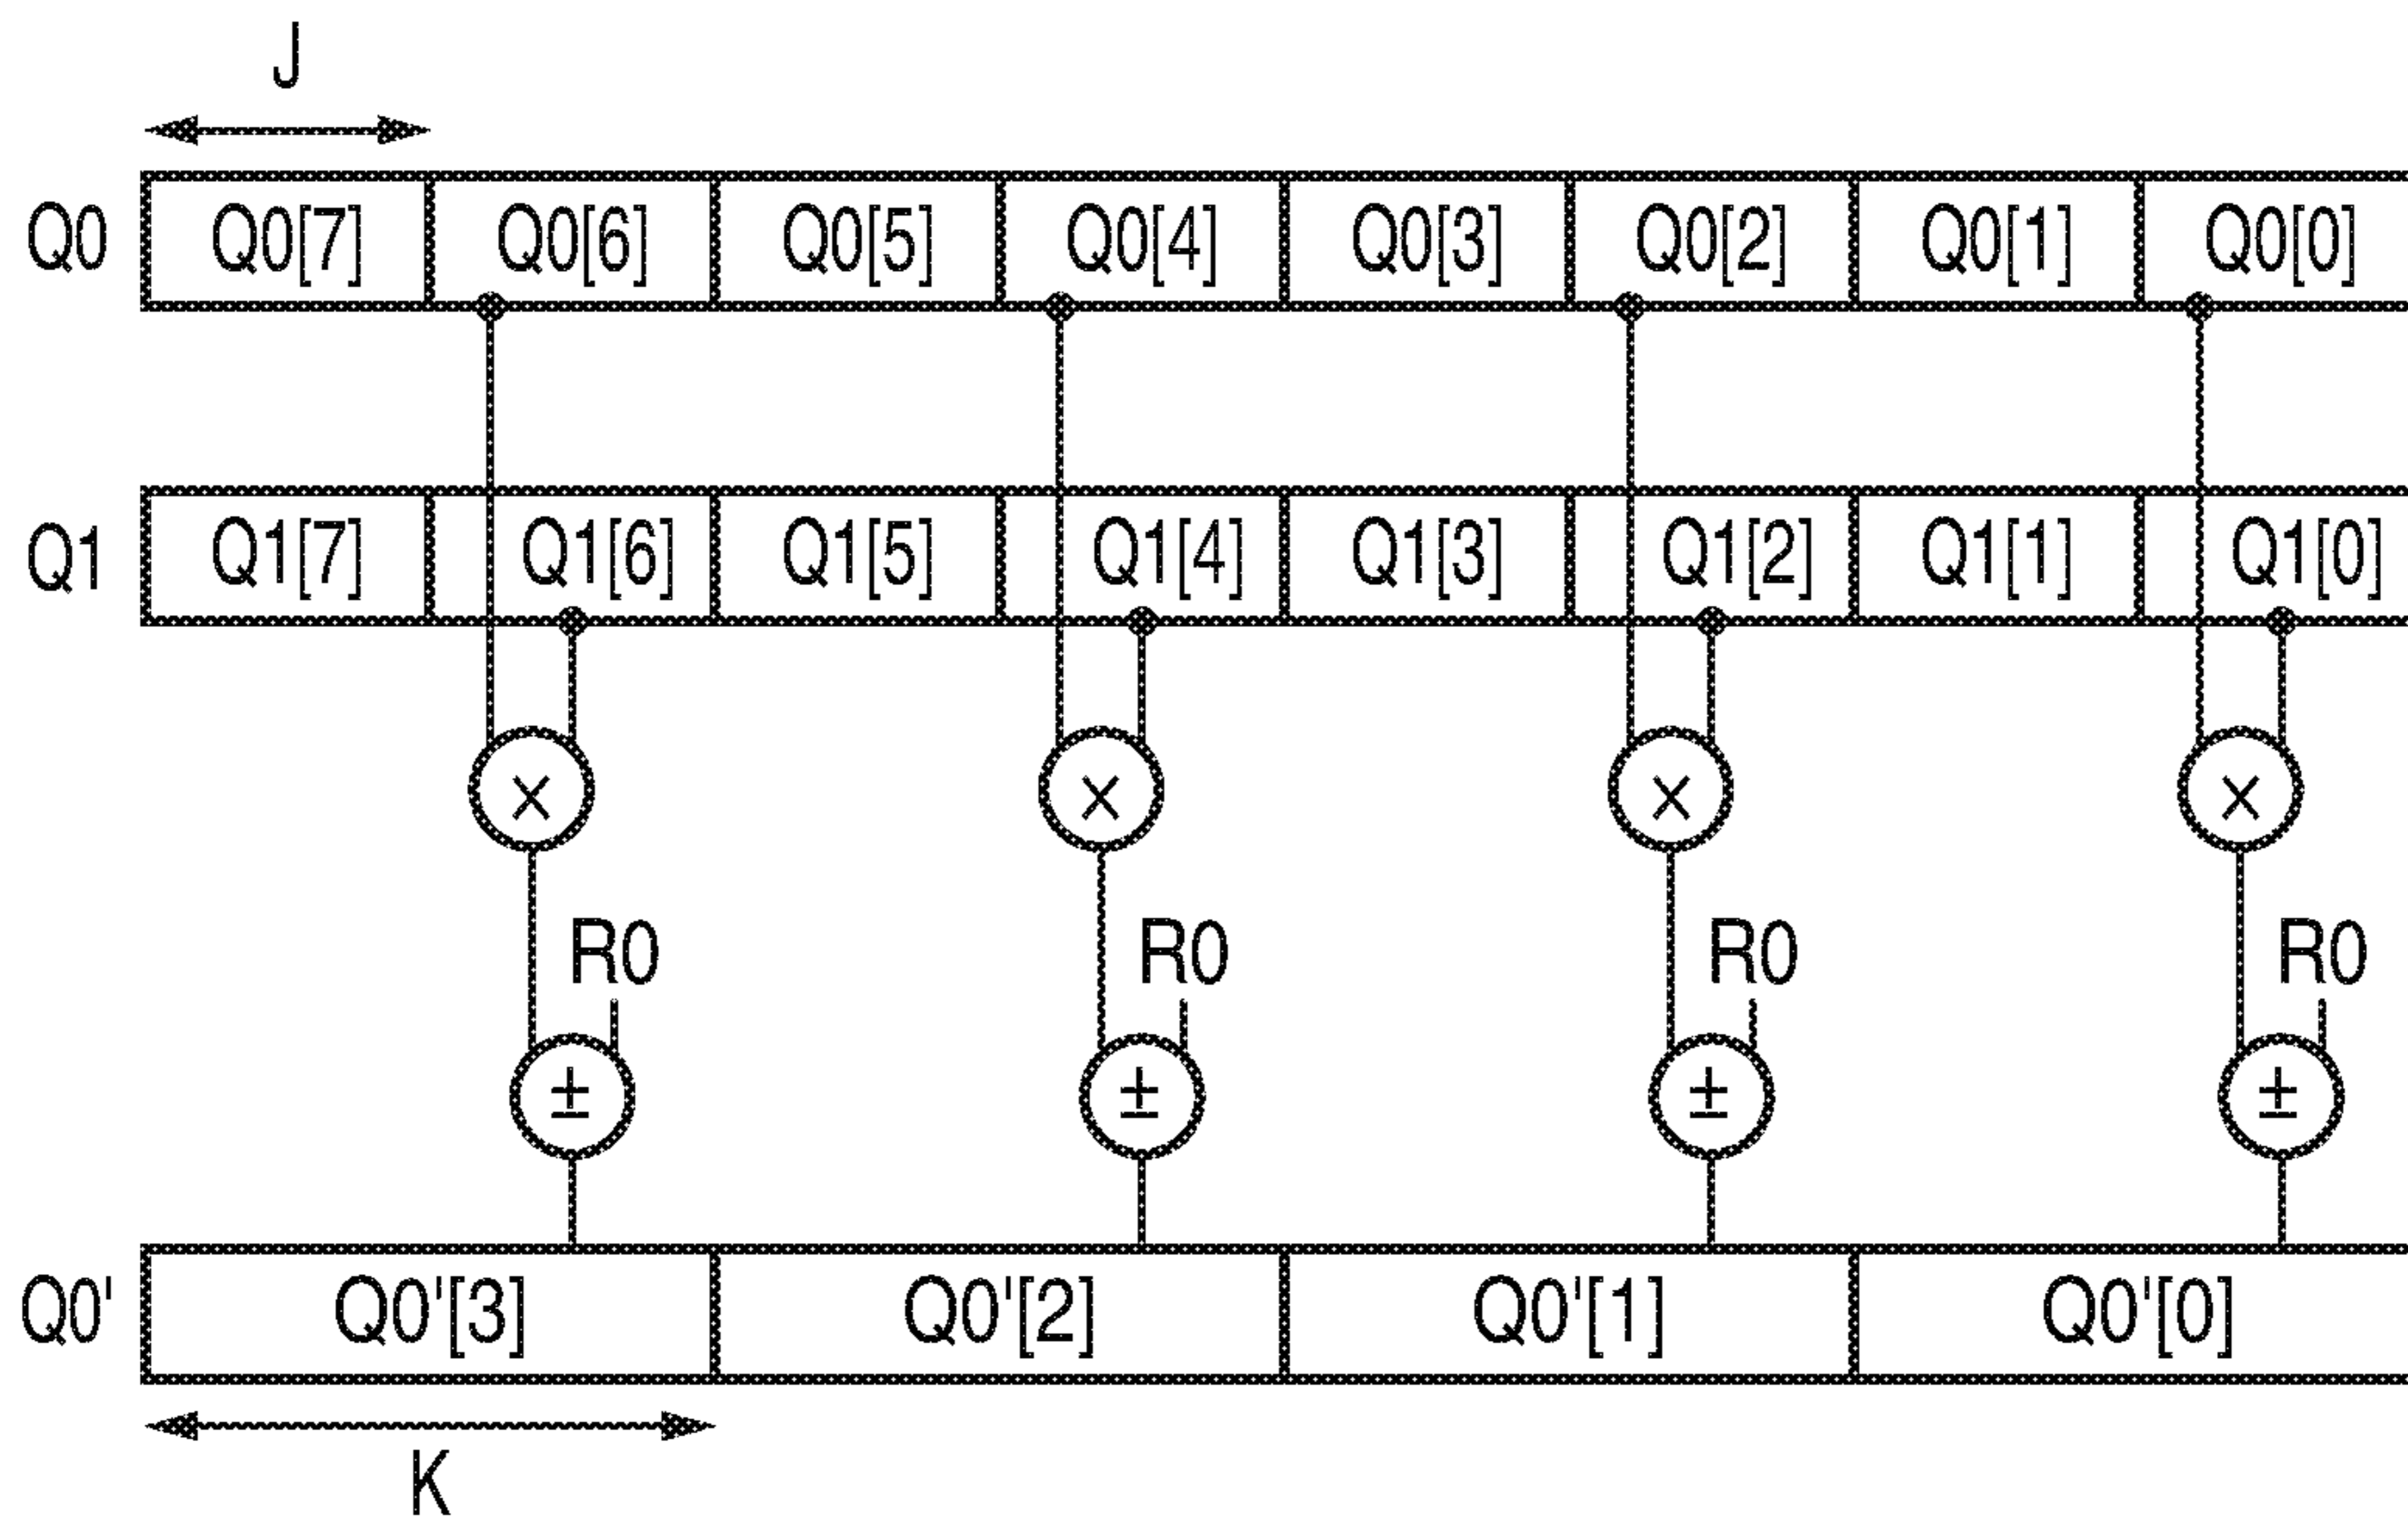 J
Q0 Q0[7] Q0[6] Q0[5] Q0[4] Q0[3] Q0[2] Q0[1] Q0[0]
Q1 Q1[7] Q1[6] Q1[5] Q1[4] Q1[3] Q1[2] Q1[1] Q1[0]
× × × ×
R0 R0 R0 R0
± ± ± ±
Q0' Q0'[3] Q0'[2] Q0'[1] Q0'[0]
K